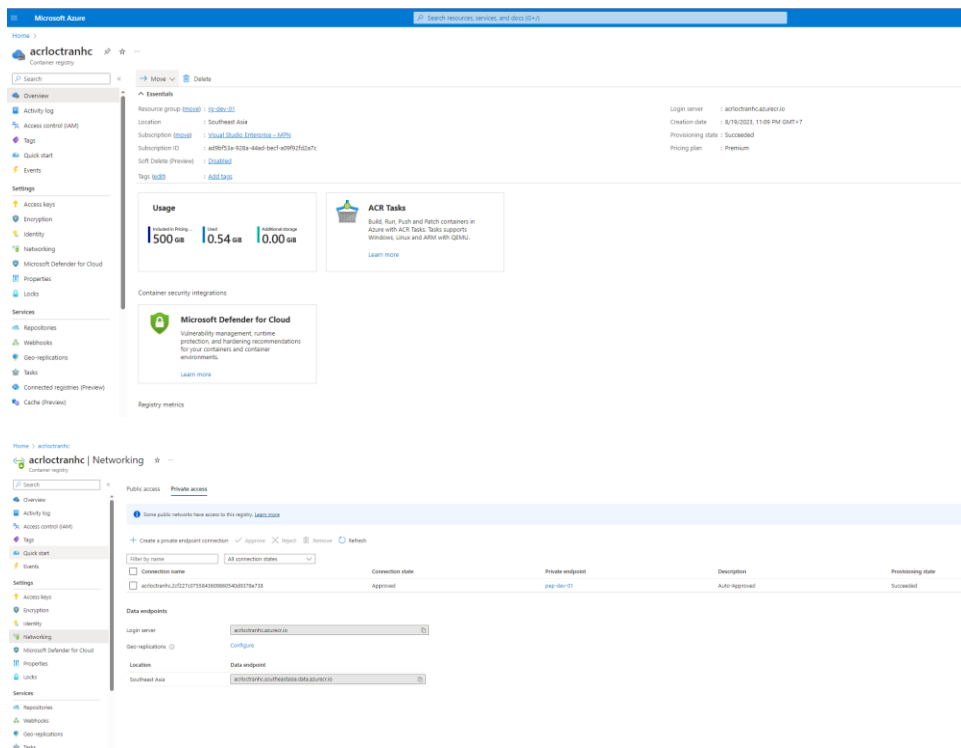 Microsoft Azure
Search resources, services, and docs (G+/)
Home >
acrloctranhc
Container registry
Search
Move
Delete
Overview
Activity log
Access control (IAM)
Tags
Quick start
Events
Settings
Access keys
Encryption
Identity
Networking
Microsoft Defender for Cloud
Properties
Locks
Services
Repositories
Webhooks
Geo-replications
Tasks
Connected registries (Preview)
Cache (Preview)
Essentials
Resource group (move) : rg-dev-01
Location : Southeast Asia
Subscription (move) : Visual Studio Enterprise – MPN
Subscription ID
Soft Delete (Preview) : Disabled
Tags (edit) : Add tags
Login server : acrloctranhc.azurecr.io
Creation date : 8/19/2023, 11:09 PM GMT+7
Provisioning state : Succeeded
Pricing plan : Premium
Usage
Included in Pricing ...
500 GiB
Used
0.54 GiB
Additional storage
0.00 GiB
ACR Tasks
Build, Run, Push and Patch containers in
Azure with ACR Tasks. Tasks supports
Windows, Linux and ARM with QEMU.
Learn more
Container security integrations
Microsoft Defender for Cloud
Vulnerability management, runtime
protection, and hardening recommendations
for your containers and container
environments.
Learn more
Registry metrics
Home > acrloctranhc
acrloctranhc | Networking
Container registry
Search
Overview
Activity log
Access control (IAM)
Tags
Quick start
Events
Settings
Access keys
Encryption
Identity
Networking
Microsoft Defender for Cloud
Properties
Locks
Services
Repositories
Webhooks
Geo-replications
Tasks
Public access Private access
Some public networks have access to this registry. Learn more
Create a private endpoint connection Approve Reject Remove Refresh
Filter by name All connection states
Connection name Connection state Private endpoint Description Provisioning state
Approved pep-dev-01 Auto-Approved Succeeded
Data endpoints
Login server acrloctranhc.azurecr.io
Geo-replications Configure
Location Data endpoint
Southeast Asia acrloctranhc.southeastasia.data.azurecr.io